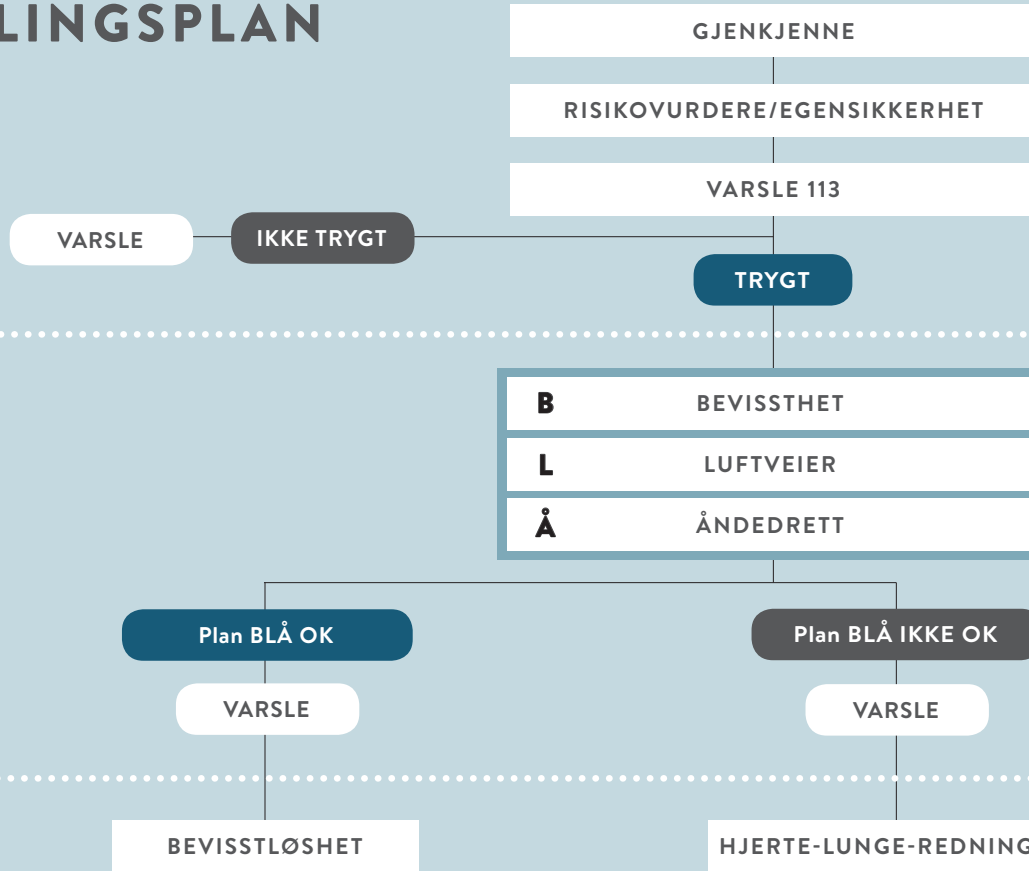 LINGSPLAN
GJENKJENNE
RISIKOVURDERE/EGENSIKKERHET
VARSLE 113
VARSLE
IKKE TRYGT
TRYGT
B BEVISSTHET
L LUFTVEIER
Å ÅNDEDRETT
Plan BLÅ OK
Plan BLÅ IKKE OK
VARSLE
VARSLE
BEVISSTLØSHET
HJERTE-LUNGE-REDNING